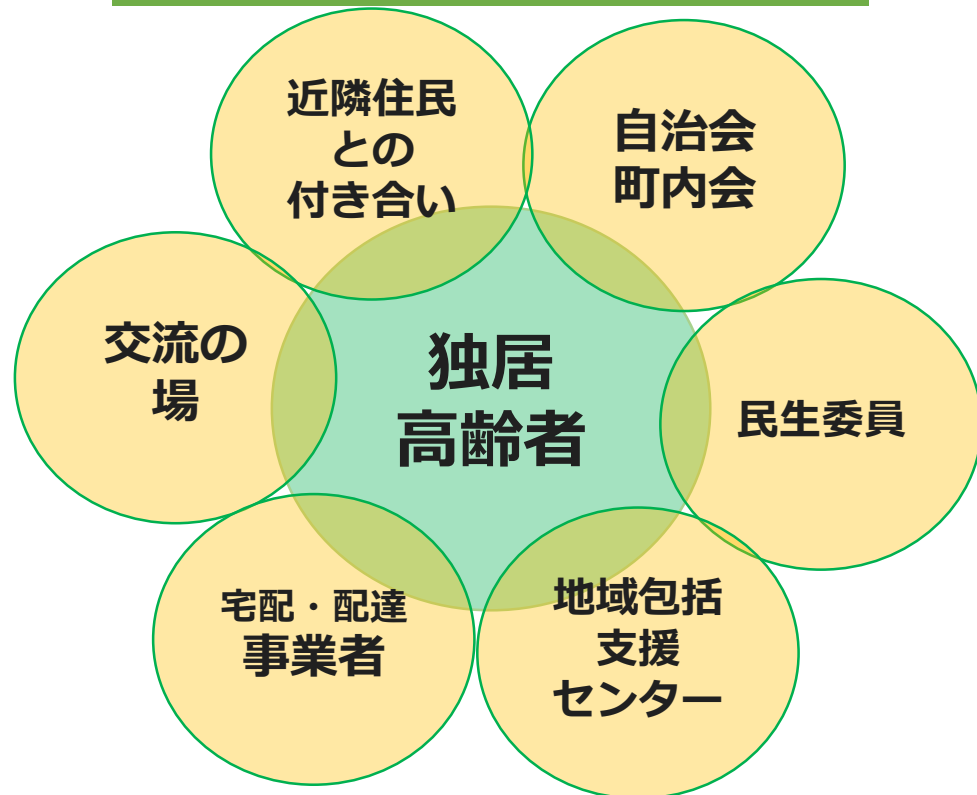 近隣住民
との
付き合い
自治会
町内会
交流の
場
独居
高齢者
民生委員
宅配・配達
事業者
地域包括
支援
センター